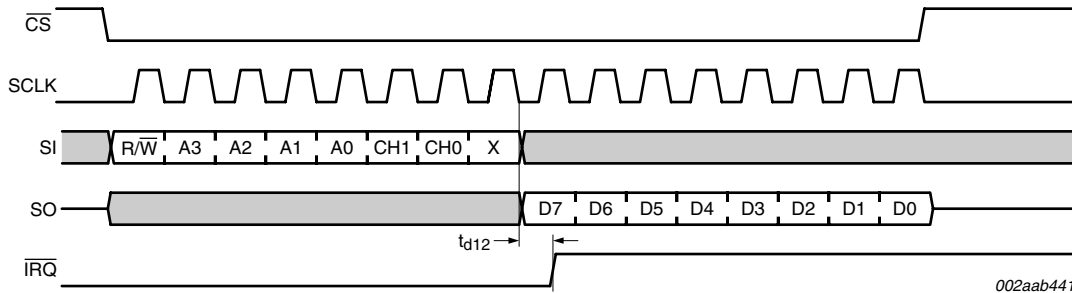 CS
SCLK
SI R/W A3 A2 A1 A0 CH1 CH0 X
SO D7 D6 D5 D4 D3 D2 D1 D0
td12
IRQ
002aab441